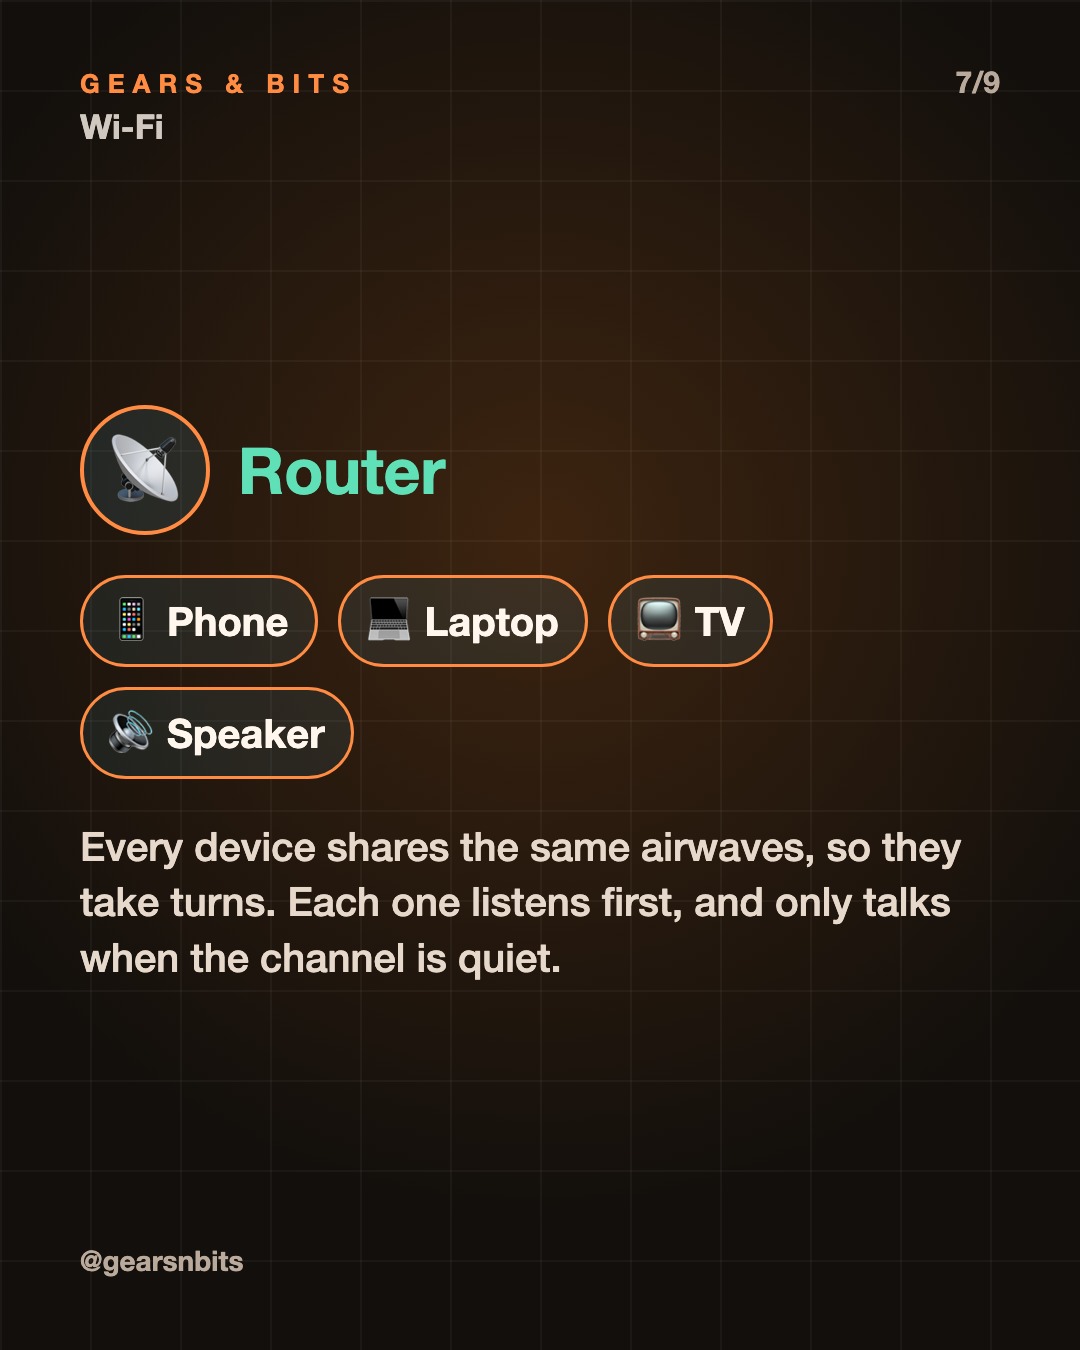 GEARS & BITS
7/9
Wi-Fi
Router
Phone
Laptop
TV
Speaker
Every device shares the same airwaves, so they
take turns. Each one listens first, and only talks
when the channel is quiet.
@gearsnbits